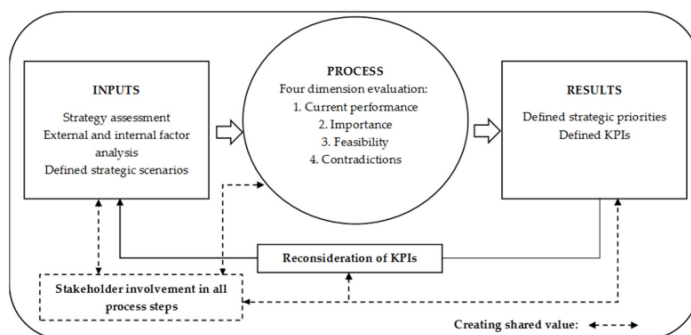 INPUTS
Strategy assessment
External and internal factor
analysis
Defined strategic scenarios
PROCESS
Four dimension evaluation:
1. Current performance
2. Importance
3. Feasibility
4. Contradictions
RESULTS
Defined strategic priorities
Defined KPIs
Reconsideration of KPIs
Stakeholder involvement in all
process steps
Creating shared value: